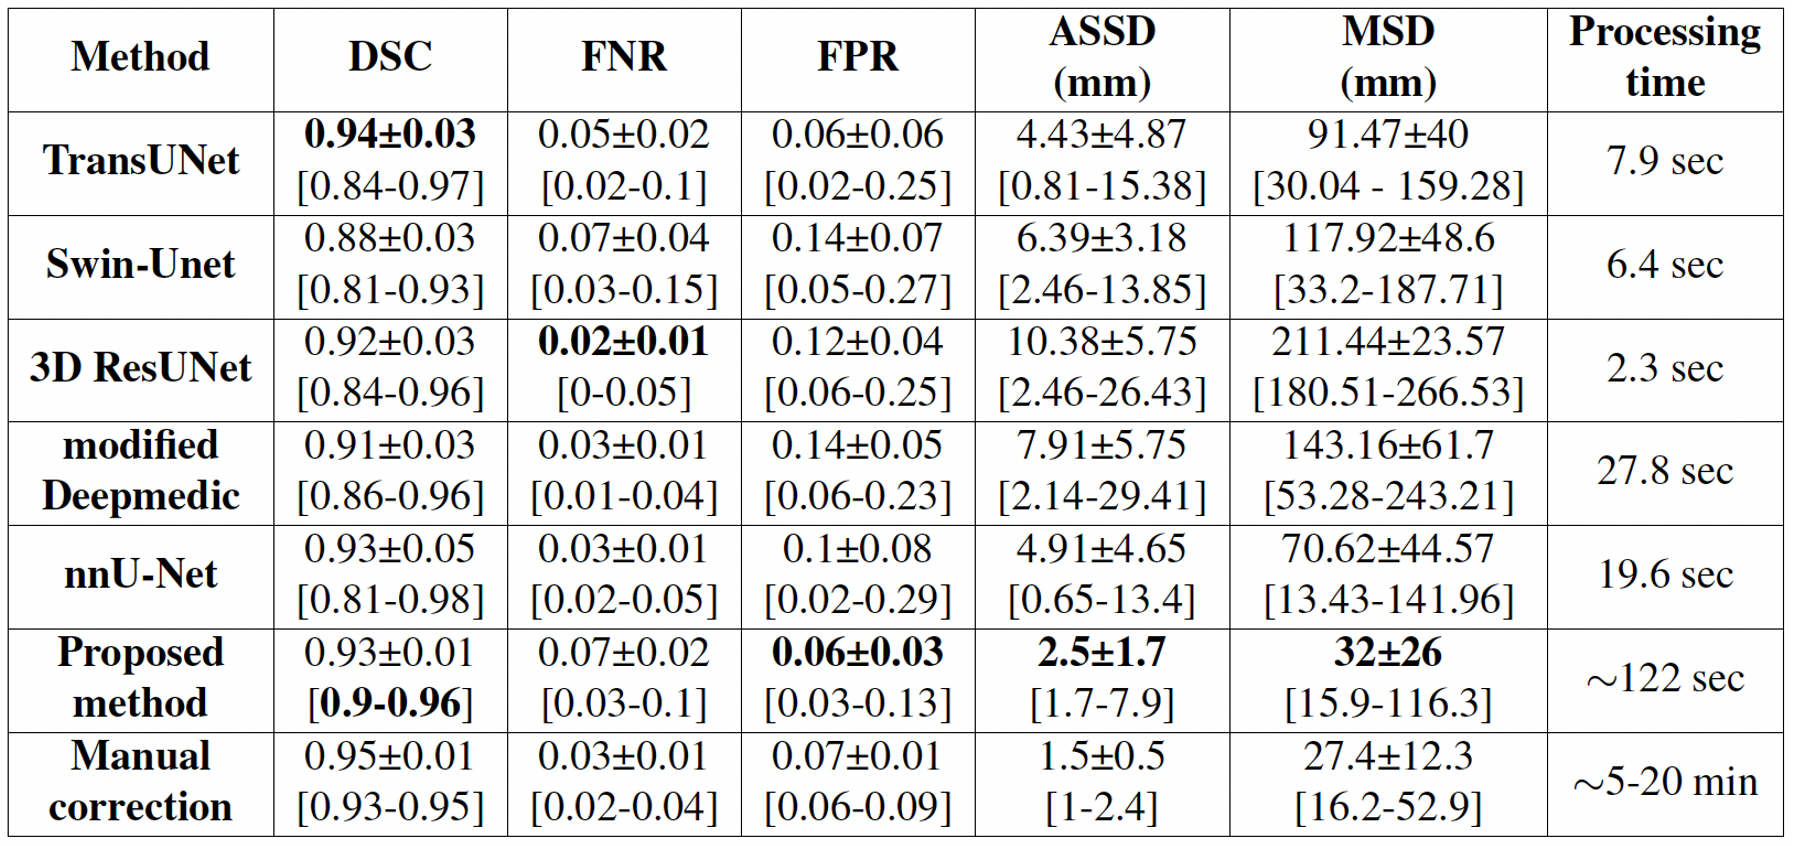 Method DSC FNR FPR ASSD (mm) MSD (mm) Processing time
TransUNet 0.94±0.03 [0.84-0.97] 0.05±0.02 [0.02-0.1] 0.06±0.06 [0.02-0.25] 4.43±4.87 [0.81-15.38] 91.47±40 [30.04 - 159.28] 7.9 sec
Swin-Unet 0.88±0.03 [0.81-0.93] 0.07±0.04 [0.03-0.15] 0.14±0.07 [0.05-0.27] 6.39±3.18 [2.46-13.85] 117.92±48.6 [33.2-187.71] 6.4 sec
3D ResUNet 0.92±0.03 [0.84-0.96] 0.02±0.01 [0-0.05] 0.12±0.04 [0.06-0.25] 10.38±5.75 [2.46-26.43] 211.44±23.57 [180.51-266.53] 2.3 sec
modified Deepmedic 0.91±0.03 [0.86-0.96] 0.03±0.01 [0.01-0.04] 0.14±0.05 [0.06-0.23] 7.91±5.75 [2.14-29.41] 143.16±61.7 [53.28-243.21] 27.8 sec
nnU-Net 0.93±0.05 [0.81-0.98] 0.03±0.01 [0.02-0.05] 0.1±0.08 [0.02-0.29] 4.91±4.65 [0.65-13.4] 70.62±44.57 [13.43-141.96] 19.6 sec
Proposed method 0.93±0.01 [0.9-0.96] 0.07±0.02 [0.03-0.1] 0.06±0.03 [0.03-0.13] 2.5±1.7 [1.7-7.9] 32±26 [15.9-116.3] ~122 sec
Manual correction 0.95±0.01 [0.93-0.95] 0.03±0.01 [0.02-0.04] 0.07±0.01 [0.06-0.09] 1.5±0.5 [1-2.4] 27.4±12.3 [16.2-52.9] ~5-20 min